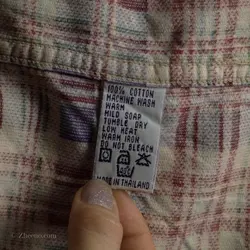 100% COTTON
MACHINE WASH
WARM
MILD SOAP
TUMBLE DRY
LOW HEAT
WARM IRON
DO NOT BLEACH
MADE IN THAILAND